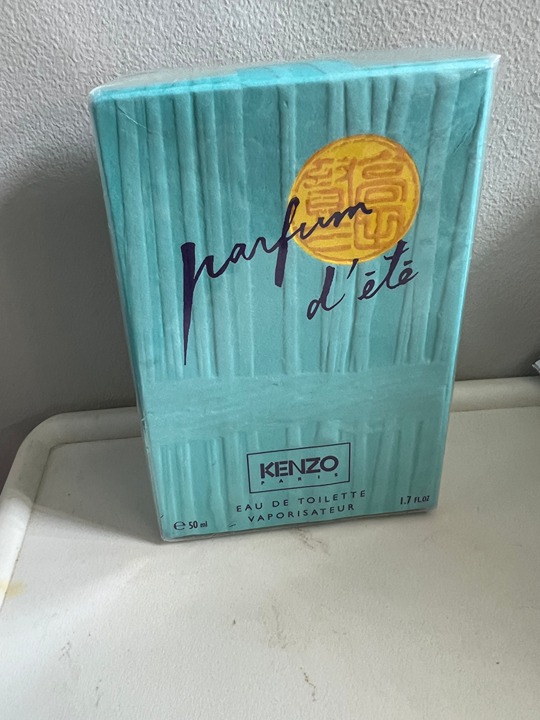 parfum
d'été
KENZO
PARIS
EAU DE TOILETTE
VAPORISATEUR
℮ 50 ml
1.7 FL.OZ